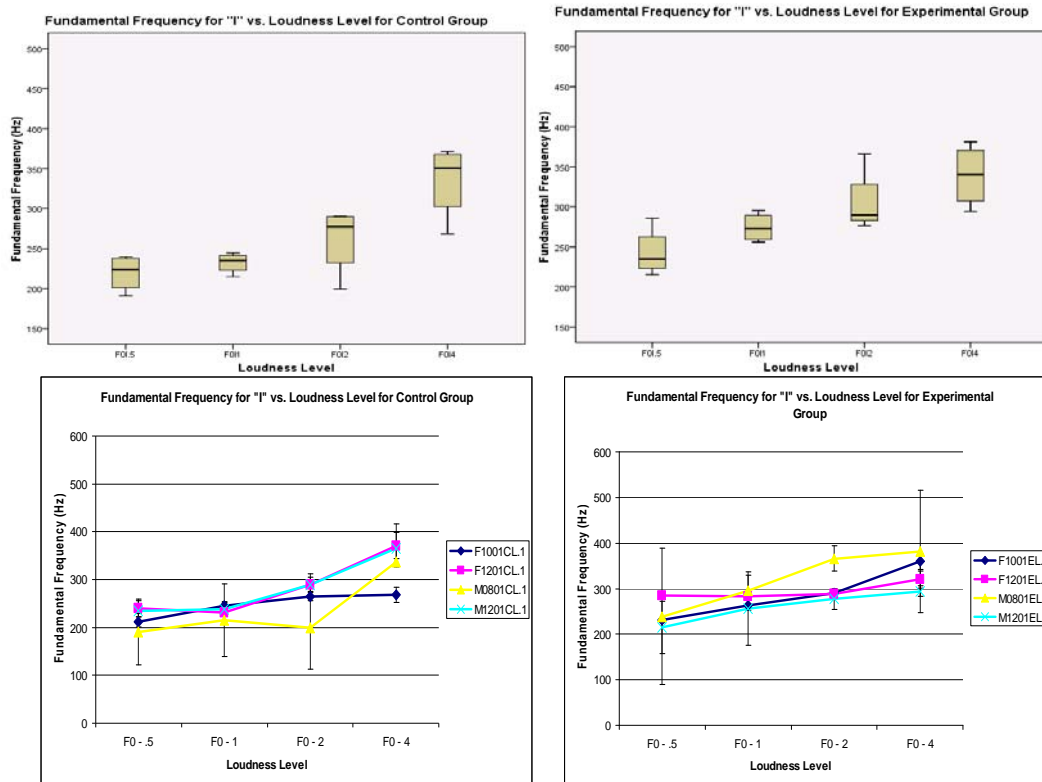 Fundamental Frequency for "I" vs. Loudness Level for Control Group
Fundamental Frequency (Hz)
500
450
400
350
300
250
200
150
F0I.5 F0I1 F0I2 F0I4
Loudness Level
Fundamental Frequency for "I" vs. Loudness Level for Experimental Group
Fundamental Frequency (Hz)
500
450
400
350
300
250
200
150
F0I.5 F0I1 F0I2 F0I4
Loudness Level
Fundamental Frequency for "I" vs. Loudness Level for Control Group
Fundamental Frequency (Hz)
600
500
400
300
200
100
0
F0 - .5 F0 - 1 F0 - 2 F0 - 4
Loudness Level
F1001CL.1
F1201CL.1
M0801CL.1
M1201CL.1
Fundamental Frequency for "I" vs. Loudness Level for Experimental
Group
Fundamental Frequency (Hz)
600
500
400
300
200
100
0
F0 - .5 F0 - 1 F0 - 2 F0 - 4
Loudness Level
F1001EL.
F1201EL.
M0801EL.
M1201EL.